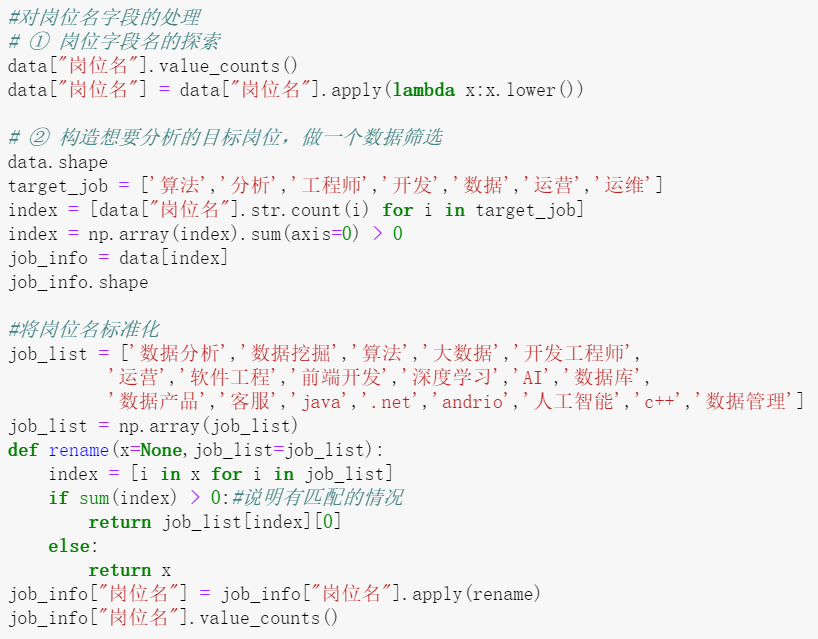 #对岗位名字段的处理
# ① 岗位字段名的探索
data["岗位名"].value_counts()
data["岗位名"] = data["岗位名"].apply(lambda x:x.lower())
# ② 构造想要分析的目标岗位，做一个数据筛选
data.shape
target_job = ['算法','分析','工程师','开发','数据','运营','运维']
index = [data["岗位名"].str.count(i) for i in target_job]
index = np.array(index).sum(axis=0) > 0
job_info = data[index]
job_info.shape
#将岗位名标准化
job_list = ['数据分析','数据挖掘','算法','大数据','开发工程师',
'运营','软件工程','前端开发','深度学习','AI','数据库',
'数据产品','客服','java','.net','andrio','人工智能','c++','数据管理']
job_list = np.array(job_list)
def rename(x=None,job_list=job_list):
    index = [i in x for i in job_list]
    if sum(index) > 0:#说明有匹配的情况
        return job_list[index][0]
    else:
        return x
job_info["岗位名"] = job_info["岗位名"].apply(rename)
job_info["岗位名"].value_counts()